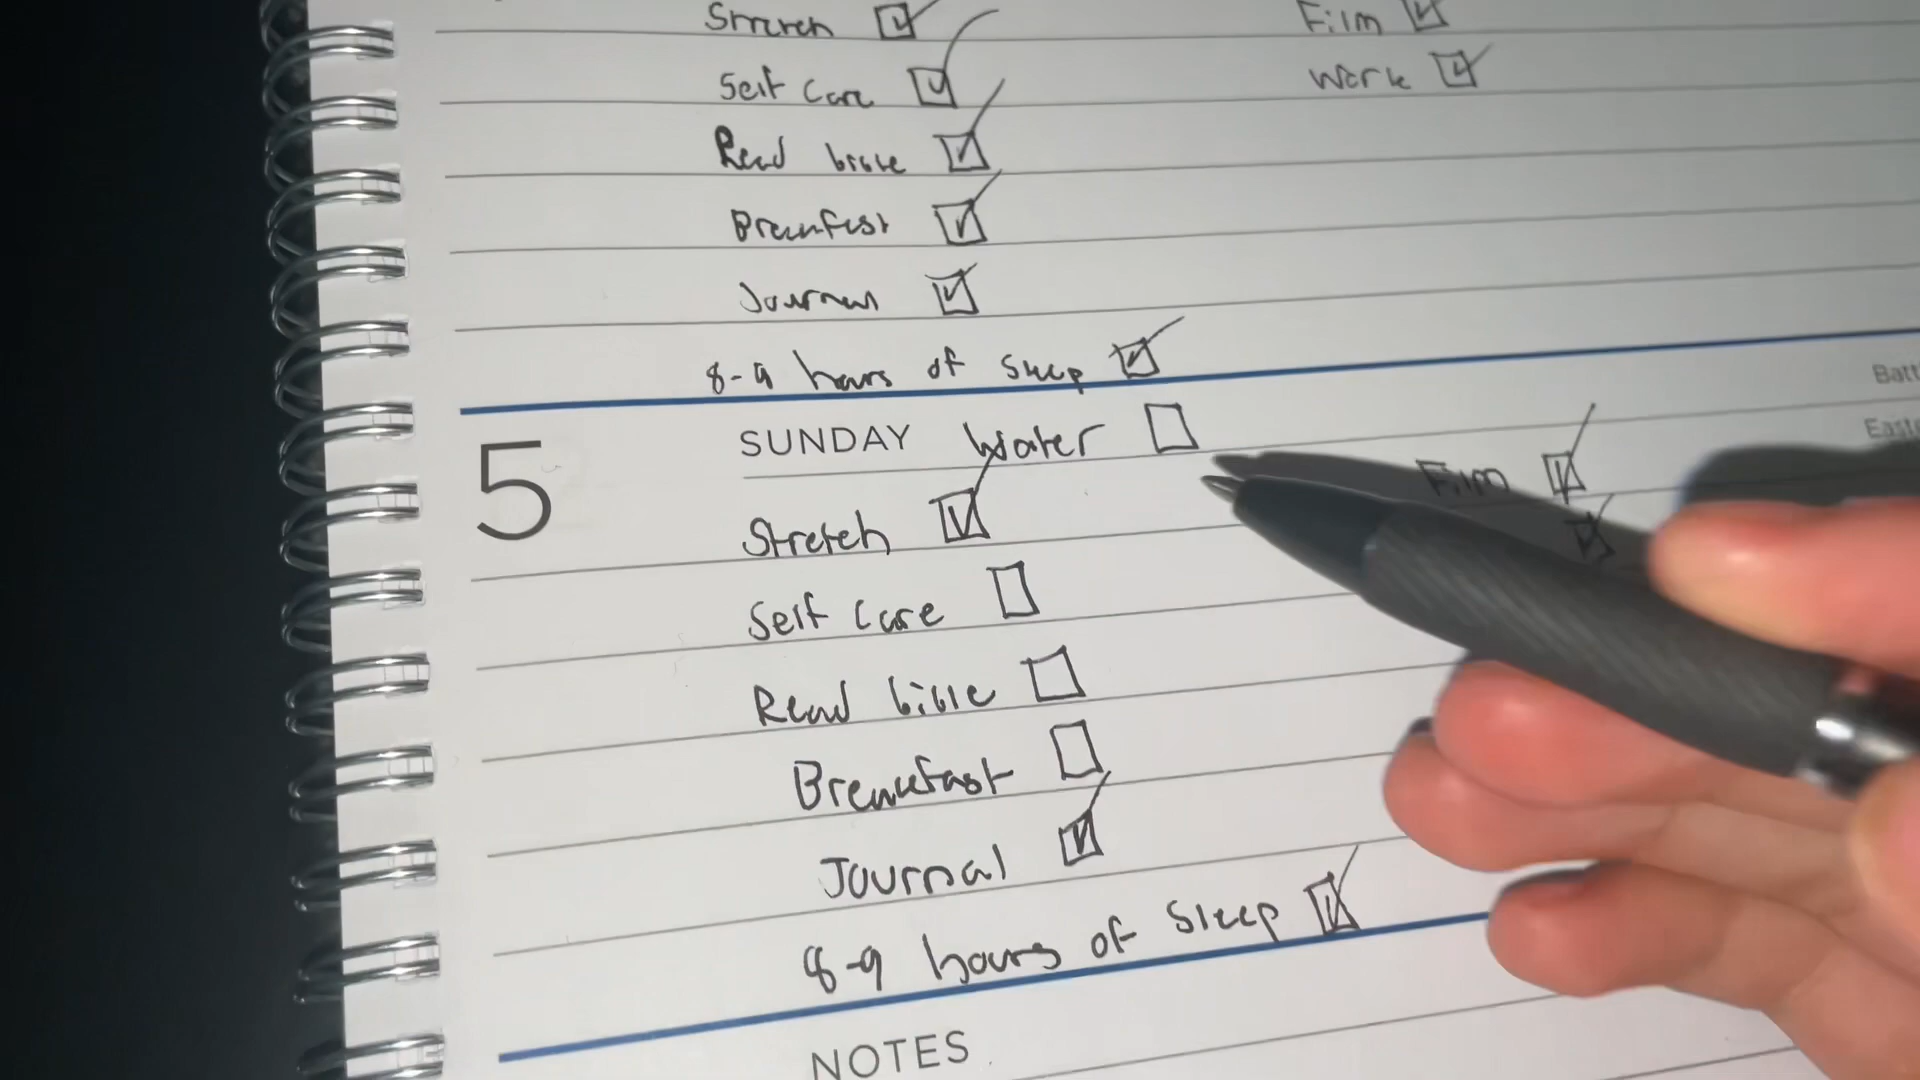 Stretch Film
Self Care Work
Read bible
Breakfast
Journal
8-9 hours of sleep
5 SUNDAY Water
Stretch Film
Self Care
Read bible
Breakfast
Journal
8-9 hours of sleep
NOTES